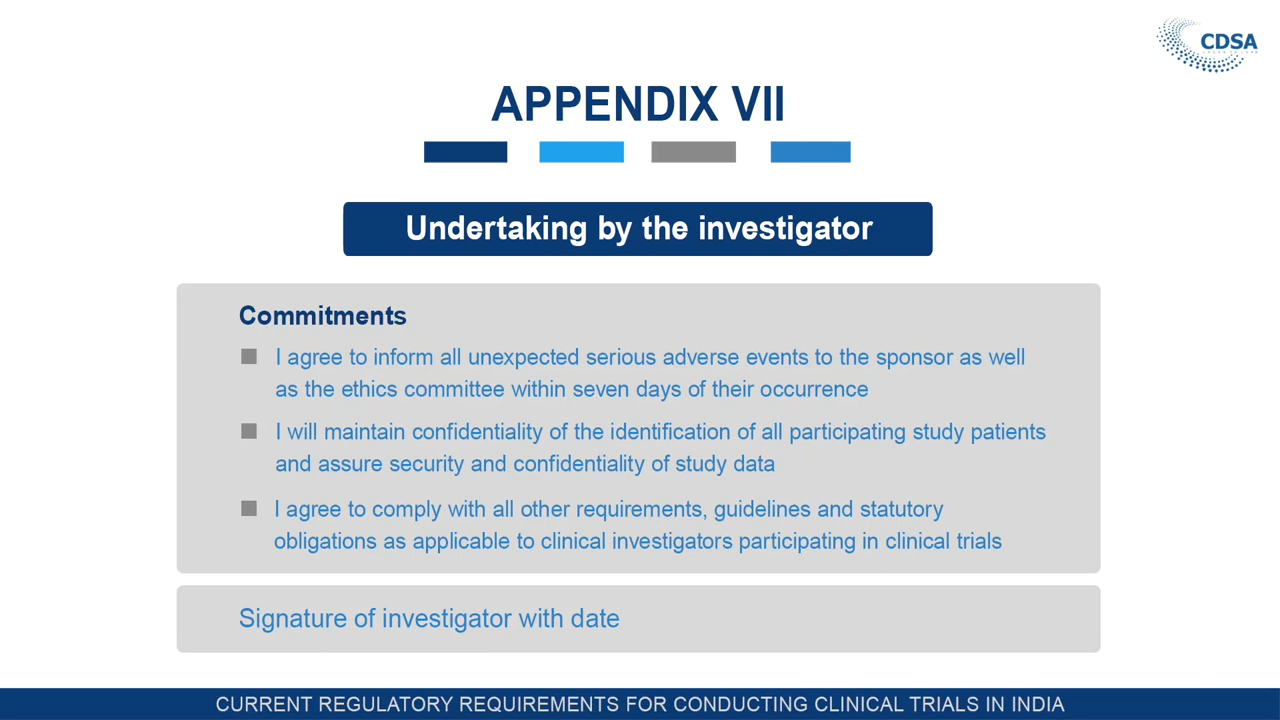 CDSA
APPENDIX VII
Undertaking by the investigator
Commitments
I agree to inform all unexpected serious adverse events to the sponsor as well
as the ethics committee within seven days of their occurrence
I will maintain confidentiality of the identification of all participating study patients
and assure security and confidentiality of study data
I agree to comply with all other requirements, guidelines and statutory
obligations as applicable to clinical investigators participating in clinical trials
Signature of investigator with date
CURRENT REGULATORY REQUIREMENTS FOR CONDUCTING CLINICAL TRIALS IN INDIA